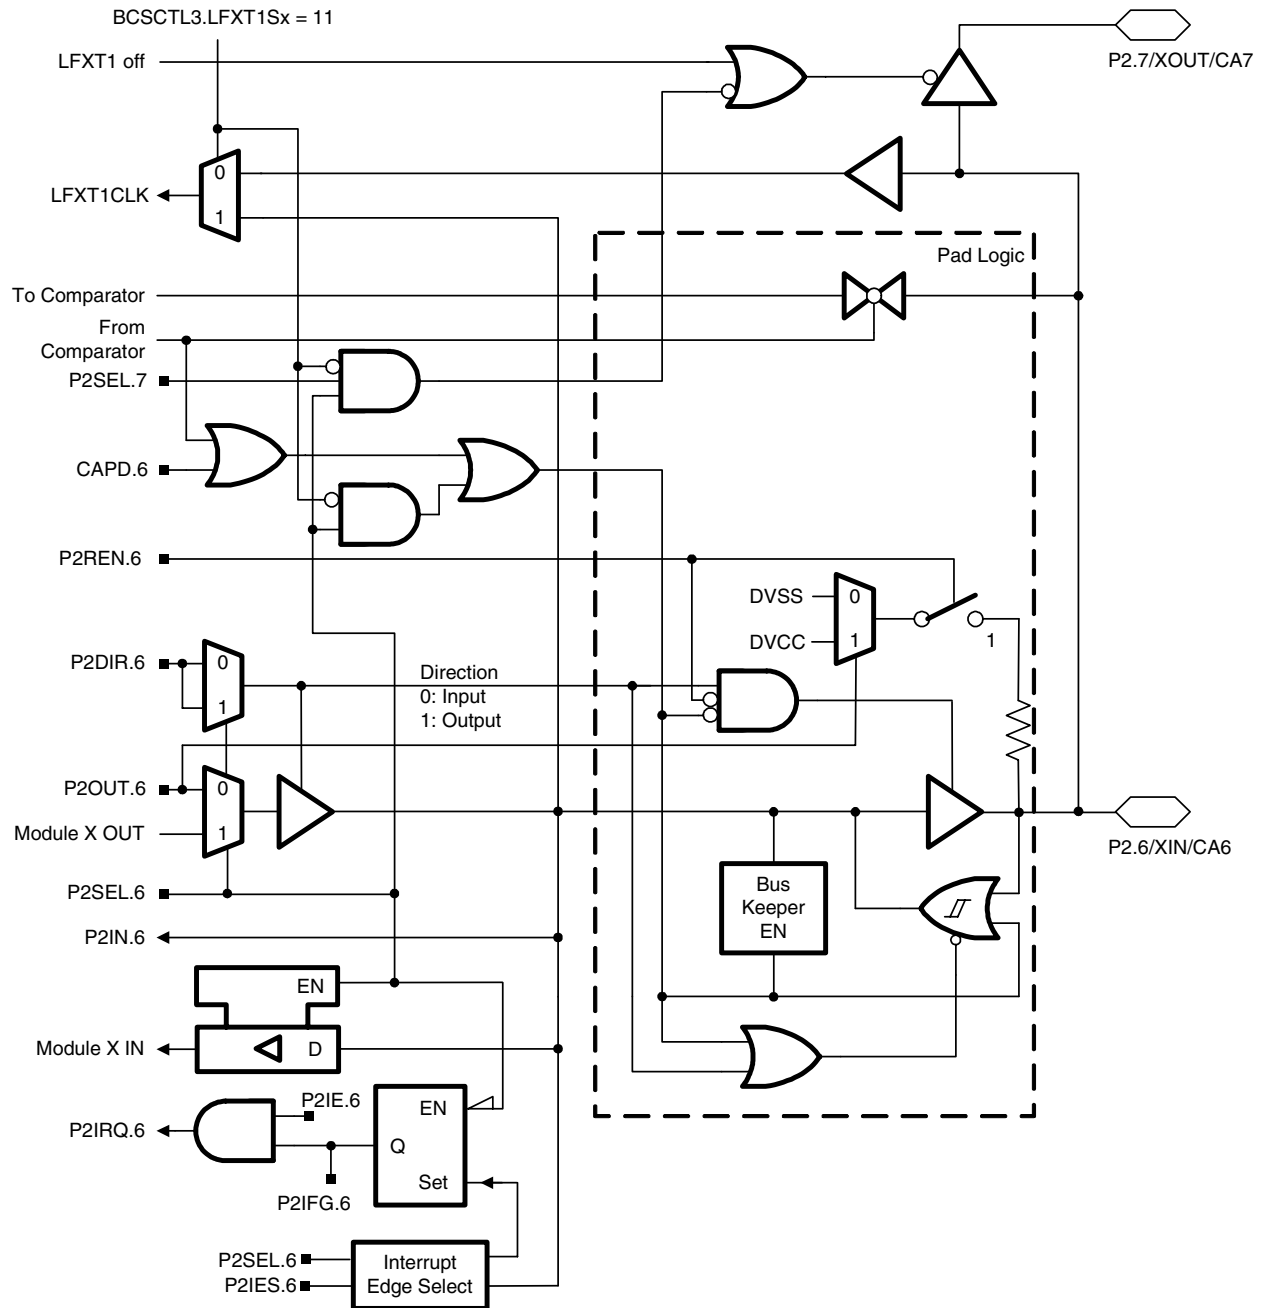 BCSCTL3.LFXT1Sx = 11
LFXT1 off
P2.7/XOUT/CA7
0
LFXT1CLK
1
Pad Logic
To Comparator
From
Comparator
P2SEL.7
CAPD.6
P2REN.6
DVSS
0
DVCC
1
1
P2DIR.6
0
1
Direction
0: Input
1: Output
P2OUT.6
0
Module X OUT
1
P2.6/XIN/CA6
P2SEL.6
Bus
Keeper
EN
P2IN.6
EN
Module X IN
D
P2IE.6
EN
P2IRQ.6
Q
Set
P2IFG.6
P2SEL.6
P2IES.6
Interrupt
Edge Select